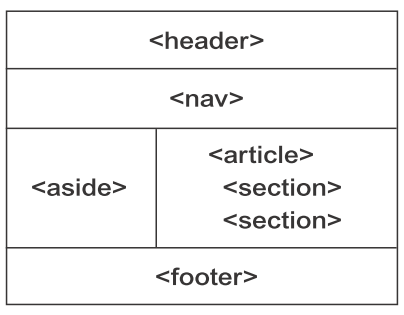 <header>
<nav>
<aside>
<article>
<section>
<section>
<footer>